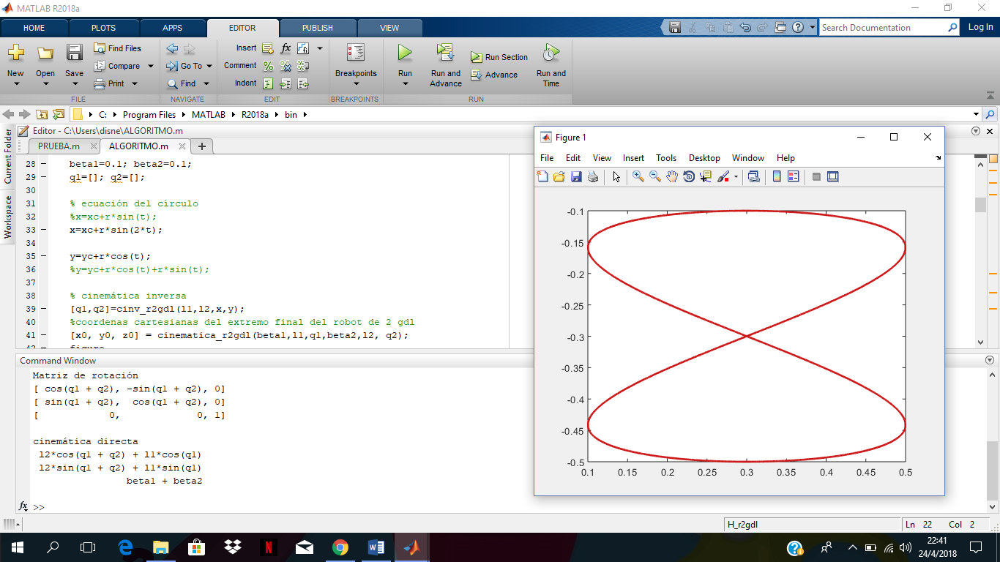 MATLAB R2018a
HOME PLOTS APPS EDITOR PUBLISH VIEW
Search Documentation
Log In
New Open Save
Find Files
Compare
Print
Go To
Find
Insert fx
Comment
Indent
Breakpoints
Run
Run and Advance
Run Section
Advance
Run and Time
FILE NAVIGATE EDIT BREAKPOINTS RUN
C: Program Files MATLAB R2018a bin
Current Folder
Workspace
Editor - C:\Users\disne\ALGORITMO.m
PRUEBA.m ALGORITMO.m +
28 – beta1=0.1; beta2=0.1;
29 – q1=[]; q2=[];
30
31 % ecuación del círculo
32 %x=xc+r*sin(t);
33 – x=xc+r*sin(2*t);
34
35 – y=yc+r*cos(t);
36 %y=yc+r*cos(t)+r*sin(t);
37
38 % cinemática inversa
39 – [q1,q2]=cinv_r2gdl(l1,l2,x,y);
40 %coordenas cartesianas del extremo final del robot de 2 gdl
41 – [x0, y0, z0] = cinematica_r2gdl(beta1,l1,q1,beta2,l2, q2);
42 – figure
Command Window
Matriz de rotación
[ cos(q1 + q2), -sin(q1 + q2), 0]
[ sin(q1 + q2), cos(q1 + q2), 0]
[ 0, 0, 1]
cinemática directa
l2*cos(q1 + q2) + l1*cos(q1)
l2*sin(q1 + q2) + l1*sin(q1)
beta1 + beta2
fx >>
Figure 1
File Edit View Insert Tools Desktop Window Help
-0.1
-0.15
-0.2
-0.25
-0.3
-0.35
-0.4
-0.45
-0.5
0.1 0.15 0.2 0.25 0.3 0.35 0.4 0.45 0.5
H_r2gdl
Ln 22 Col 2
22:41
24/4/2018